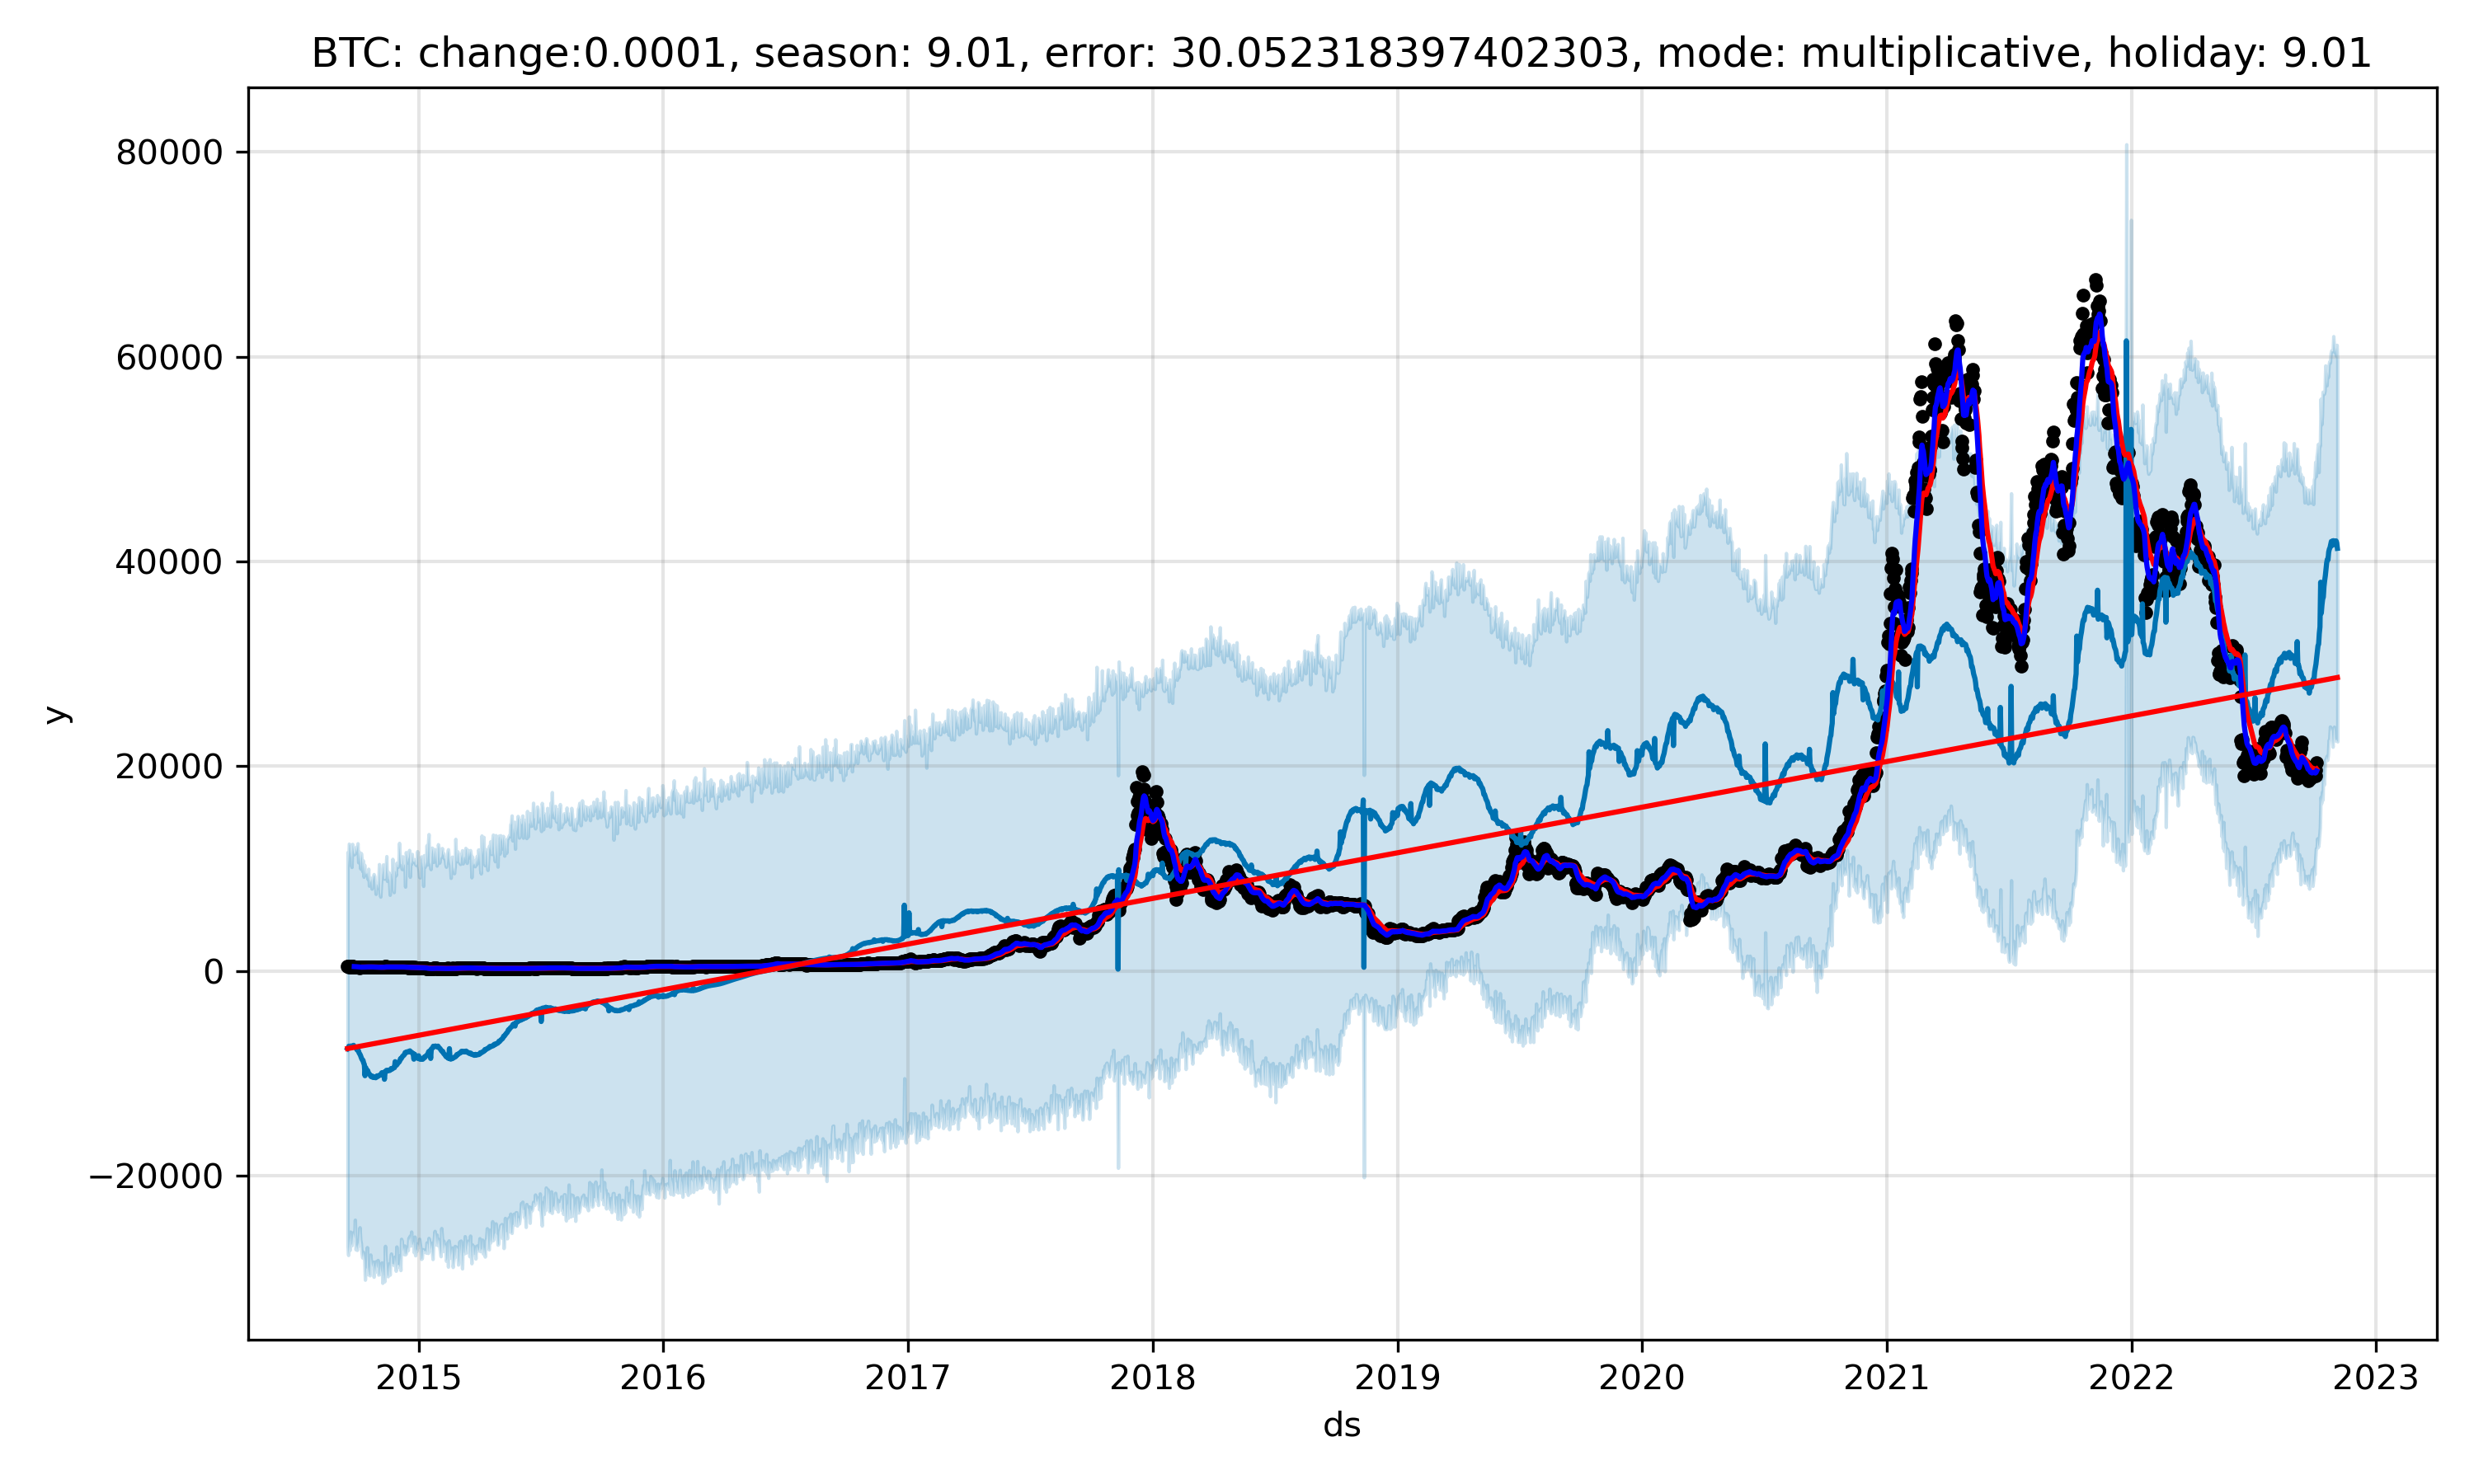 BTC: change:0.0001, season: 9.01, error: 30.052318397402303, mode: multiplicative, holiday: 9.01
80000
60000
40000
20000
0
−20000
y
2015 2016 2017 2018 2019 2020 2021 2022 2023
ds